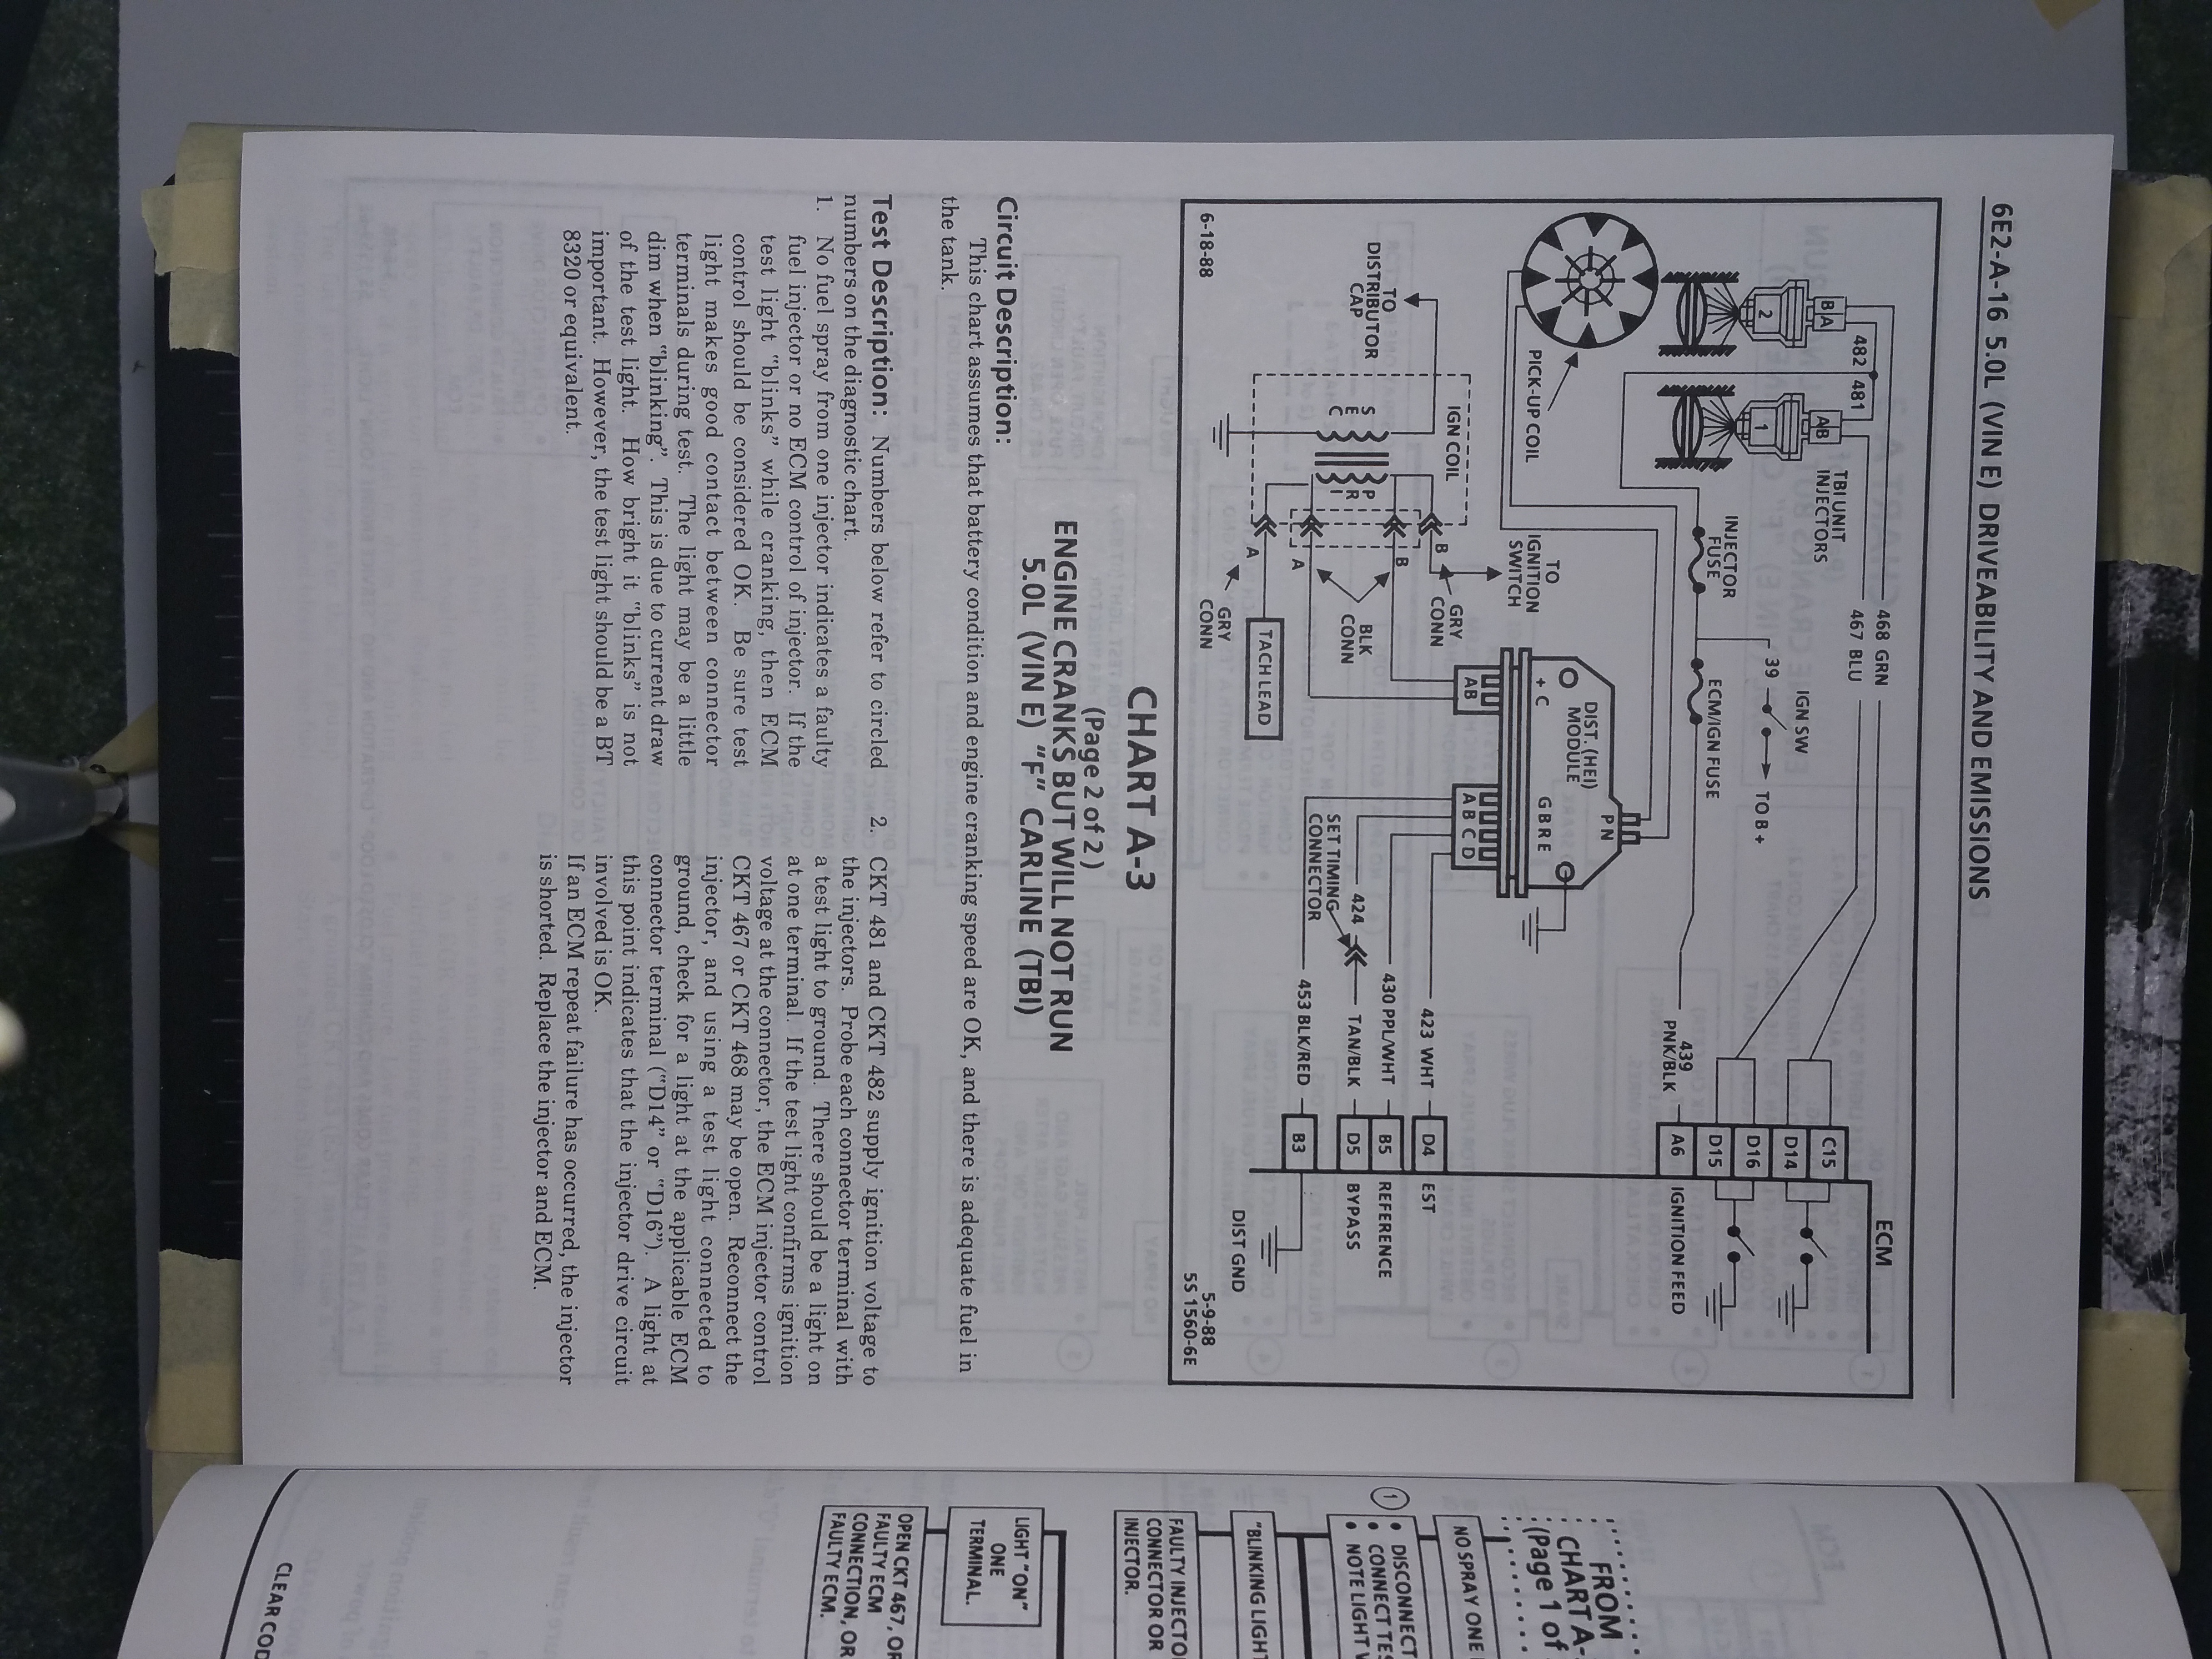 6E2-A-16 5.0L (VIN E) DRIVEABILITY AND EMISSIONS
468 GRN
467 BLU
482
481
B A
A B
2
1
TBI UNIT
INJECTORS
INJECTOR
FUSE
39
IGN SW
TO B +
ECM/IGN FUSE
439
PNK/BLK
ECM
C15
D14
D16
D15
A6
IGNITION FEED
PICK-UP COIL
TO
IGNITION
SWITCH
DIST. (HEI)
MODULE
P N
+ C
G B R E
A B
A B C D
TO
DISTRIBUTOR
CAP
IGN COIL
S
E
C
P
R
I
B
B
A
A
GRY
CONN
BLK
CONN
GRY
CONN
TACH LEAD
SET TIMING
CONNECTOR
424
423 WHT
D4
EST
430 PPL/WHT
B5
REFERENCE
TAN/BLK
D5
BYPASS
453 BLK/RED
B3
DIST GND
6-18-88
5-9-88
5S 1560-6E
CHART A-3
(Page 2 of 2)
ENGINE CRANKS BUT WILL NOT RUN
5.0L (VIN E) "F" CARLINE (TBI)
Circuit Description:
This chart assumes that battery condition and engine cranking speed are OK, and there is adequate fuel in
the tank.
Test Description: Numbers below refer to circled
numbers on the diagnostic chart.
1. No fuel spray from one injector indicates a faulty
fuel injector or no ECM control of injector. If the
test light "blinks" while cranking, then ECM
control should be considered OK. Be sure test
light makes good contact between connector
terminals during test. The light may be a little
dim when "blinking". This is due to current draw
of the test light. How bright it "blinks" is not
important. However, the test light should be a BT
8320 or equivalent.
2. CKT 481 and CKT 482 supply ignition voltage to
the injectors. Probe each connector terminal with
a test light to ground. There should be a light on
at one terminal. If the test light confirms ignition
voltage at the connector, the ECM injector control
CKT 467 or CKT 468 may be open. Reconnect the
injector, and using a test light connected to
ground, check for a light at the applicable ECM
connector terminal ("D14" or "D16"). A light at
this point indicates that the injector drive circuit
involved is OK.
If an ECM repeat failure has occurred, the injector
is shorted. Replace the injector and ECM.
FROM
CHART A-
(Page 1 of
NO SPRAY ONE
1
• DISCONNECT
• CONNECT TES
• NOTE LIGHT
"BLINKING LIGHT
FAULTY INJECTO
CONNECTOR OR
INJECTOR.
LIGHT "ON"
ONE
TERMINAL.
OPEN CKT 467, OR
FAULTY ECM
CONNECTION, OR
FAULTY ECM.
CLEAR COD